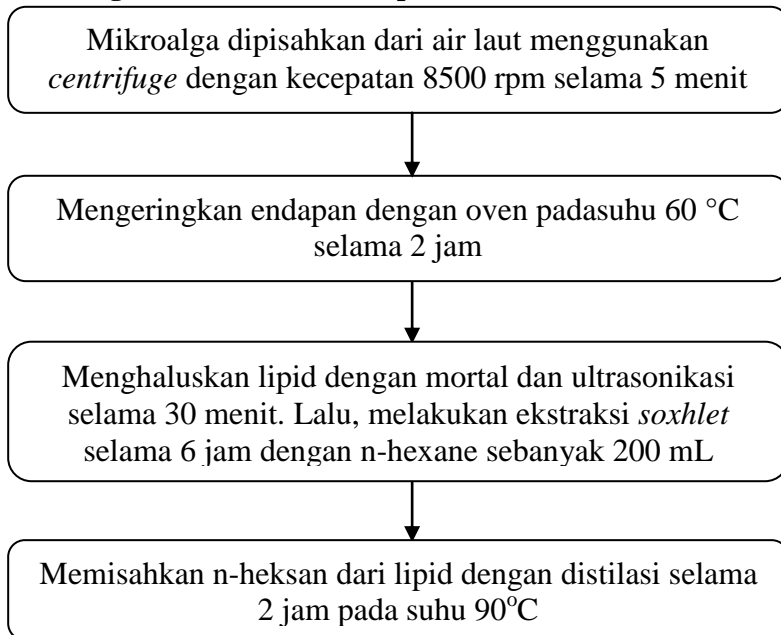 Mikroalga dipisahkan dari air laut menggunakan
centrifuge dengan kecepatan 8500 rpm selama 5 menit
Mengeringkan endapan dengan oven padasuhu 60 °C
selama 2 jam
Menghaluskan lipid dengan mortal dan ultrasonikasi
selama 30 menit. Lalu, melakukan ekstraksi soxhlet
selama 6 jam dengan n-hexane sebanyak 200 mL
Memisahkan n-heksan dari lipid dengan distilasi selama
2 jam pada suhu 90°C